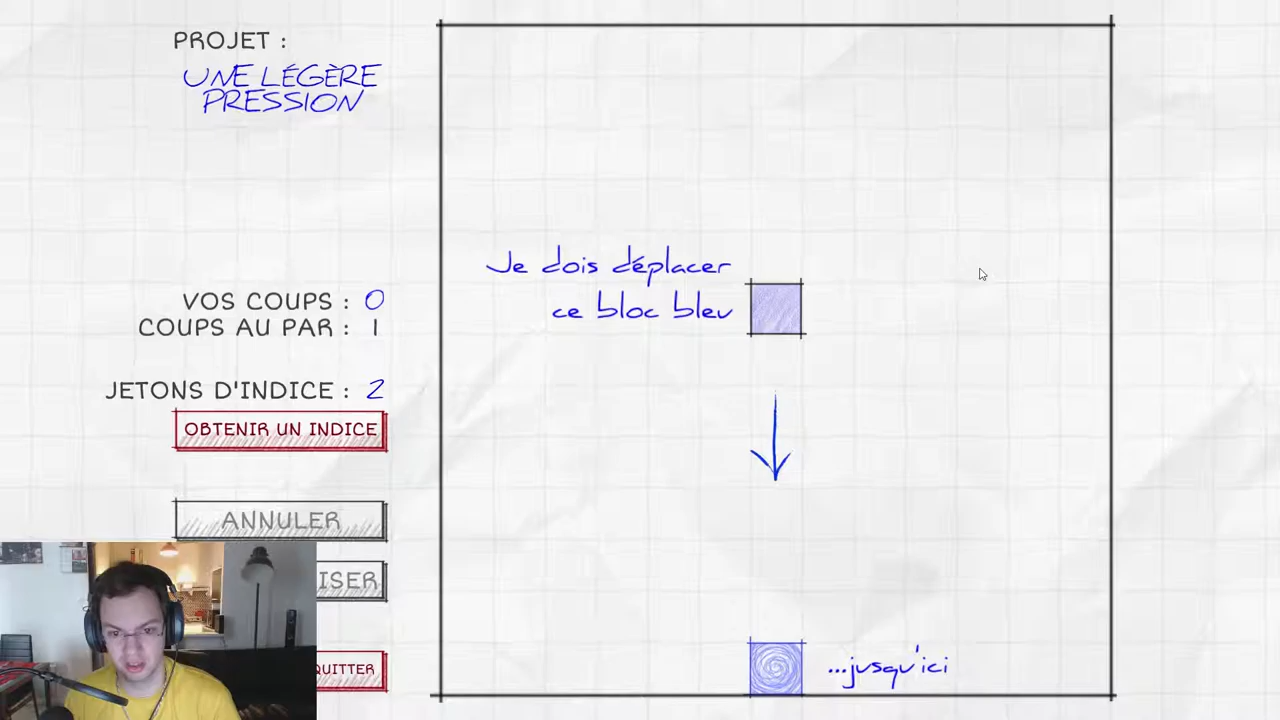 PROJET :
UNE LÉGÈRE
PRESSION
Je dois déplacer
ce bloc bleu
VOS COUPS : 0
COUPS AU PAR : 1
JETONS D'INDICE : 2
OBTENIR UN INDICE
ANNULER
ISER
QUITTER
...jusqu'ici